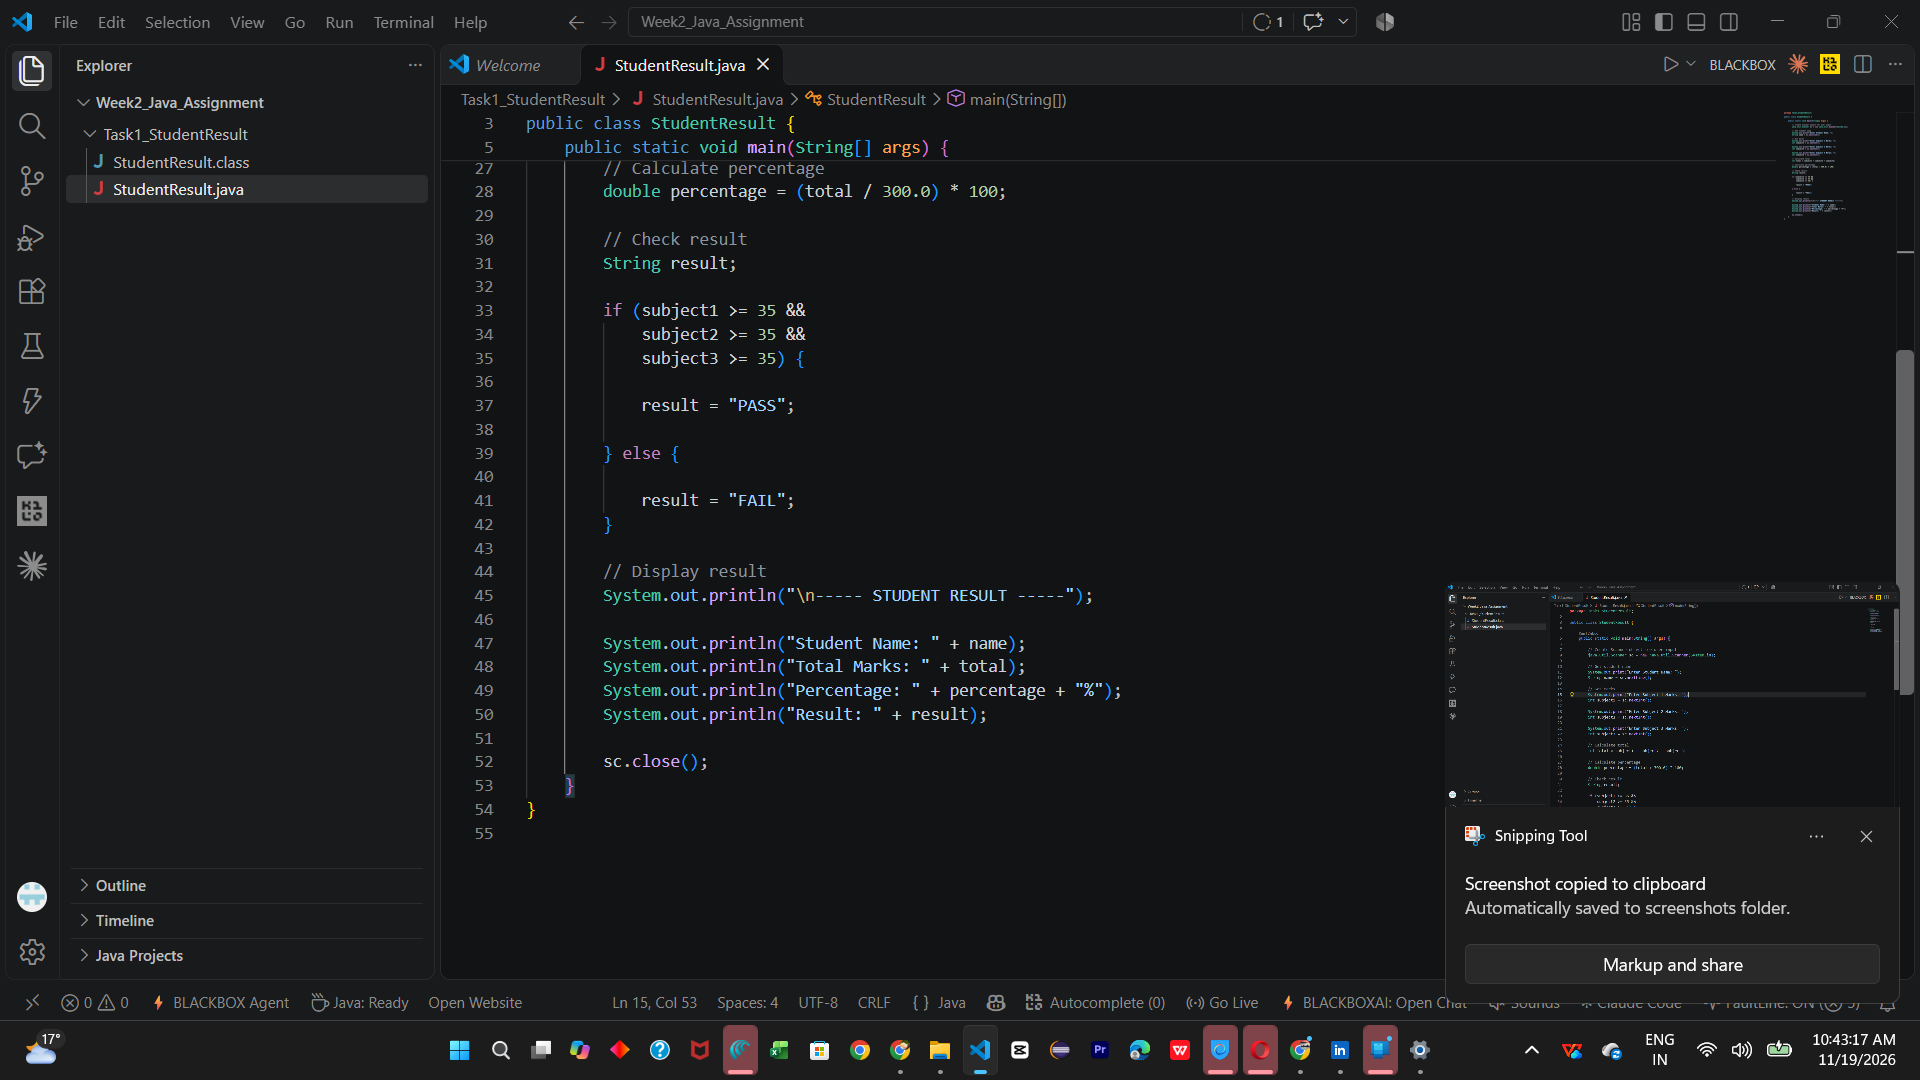 File Edit Selection View Go Run Terminal Help
Week2_Java_Assignment
1
Explorer
Week2_Java_Assignment
Task1_StudentResult
StudentResult.class
StudentResult.java
Outline
Timeline
Java Projects
Welcome
StudentResult.java
BLACKBOX
Task1_StudentResult > StudentResult.java > StudentResult > main(String[])
3 public class StudentResult {
5 public static void main(String[] args) {
27 // Calculate percentage
28 double percentage = (total / 300.0) * 100;
29
30 // Check result
31 String result;
32
33 if (subject1 >= 35 &&
34 subject2 >= 35 &&
35 subject3 >= 35) {
36
37 result = "PASS";
38
39 } else {
40
41 result = "FAIL";
42 }
43
44 // Display result
45 System.out.println("\n----- STUDENT RESULT -----");
46
47 System.out.println("Student Name: " + name);
48 System.out.println("Total Marks: " + total);
49 System.out.println("Percentage: " + percentage + "%");
50 System.out.println("Result: " + result);
51
52 sc.close();
53 }
54 }
55
Snipping Tool
Screenshot copied to clipboard
Automatically saved to screenshots folder.
Markup and share
0 0 BLACKBOX Agent Java: Ready Open Website Ln 15, Col 53 Spaces: 4 UTF-8 CRLF { } Java Autocomplete (0) Go Live BLACKBOXAI: Open Chat Sounds Claude Code
17°
ENG
IN
10:43:17 AM
11/19/2026